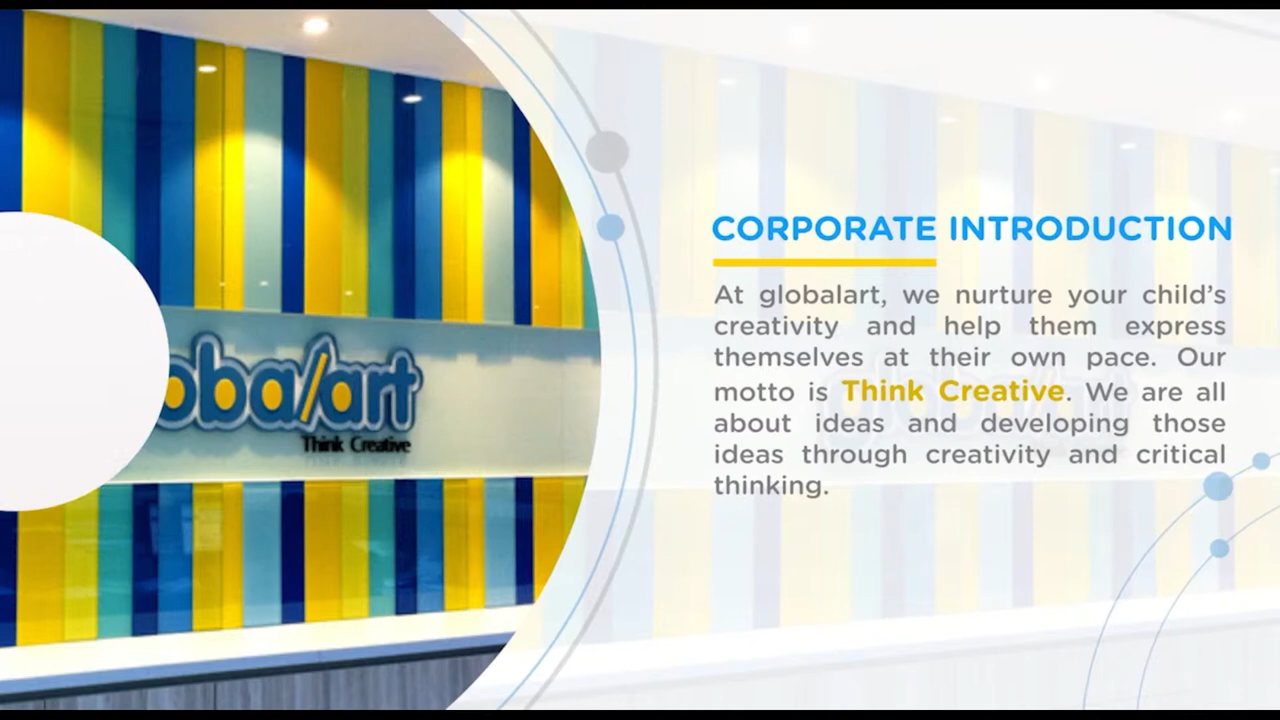 CORPORATE INTRODUCTION
At globalart, we nurture your child's
creativity and help them express
themselves at their own pace. Our
motto is Think Creative. We are all
about ideas and developing those
ideas through creativity and critical
thinking.
loba/art
Think Creative